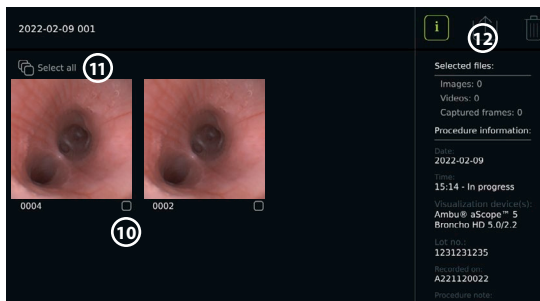 2022-02-09 001
i
12
Select all
11
0004
0002
10
Selected files:
Images: 0
Videos: 0
Captured frames: 0
Procedure information:
Date:
2022-02-09
Time:
15:14 - In progress
Visualization device(s):
Ambu® aScope™ 5
Broncho HD 5.0/2.2
Lot no.:
1231231235
Recorded on:
A221120022
Procedure note: